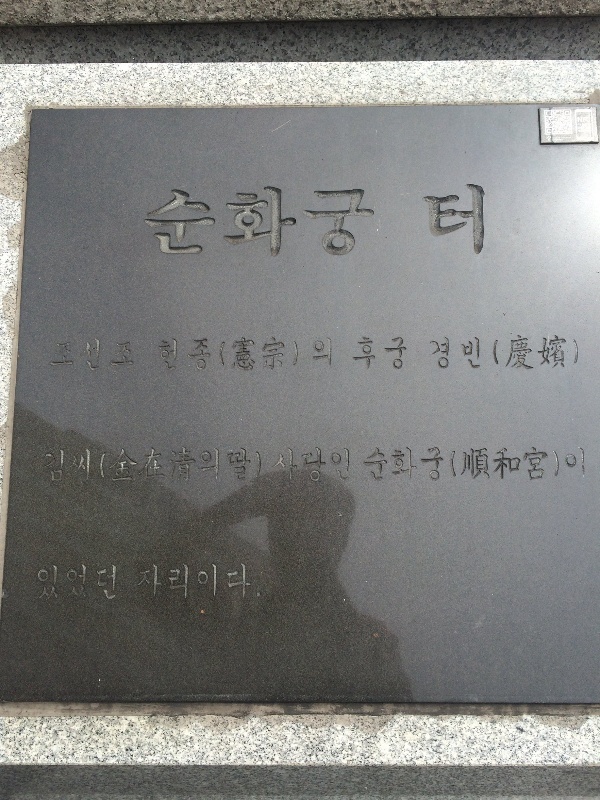 순화궁 터
조선조 헌종(憲宗)의 후궁 경빈(慶嬪)
김씨(金在清의딸) 사당인 순화궁(順和宮)이
있었던 자리이다.